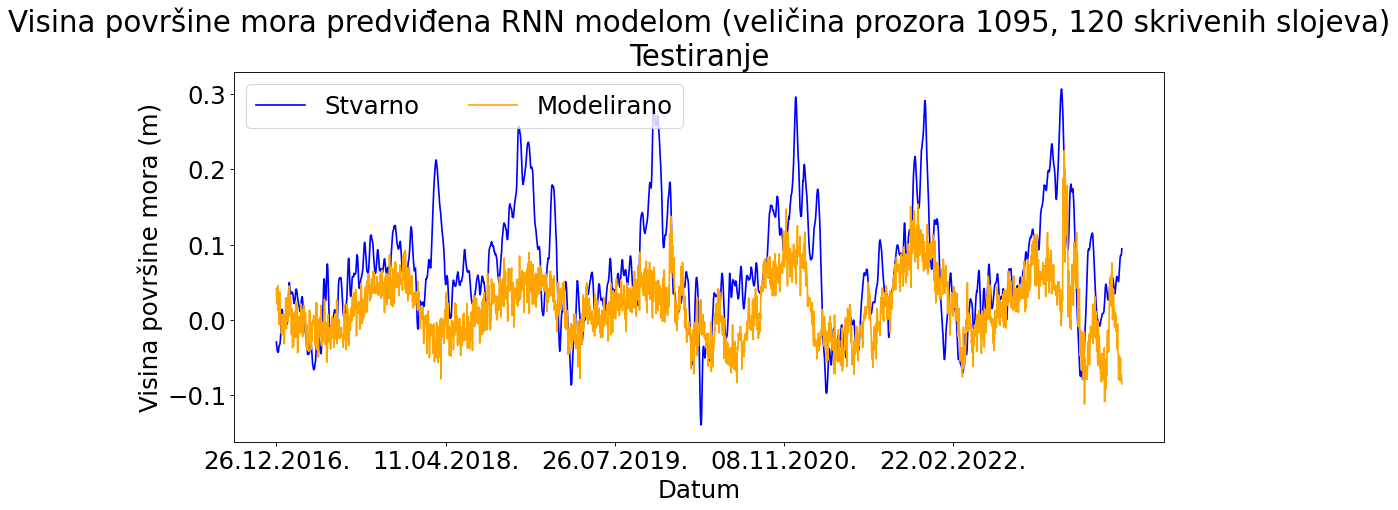 Visina površine mora predviđena RNN modelom (veličina prozora 1095, 120 skrivenih slojeva)
Testiranje
Stvarno Modelirano
Visina površine mora (m)
0.3
0.2
0.1
0.0
−0.1
26.12.2016. 11.04.2018. 26.07.2019. 08.11.2020. 22.02.2022.
Datum